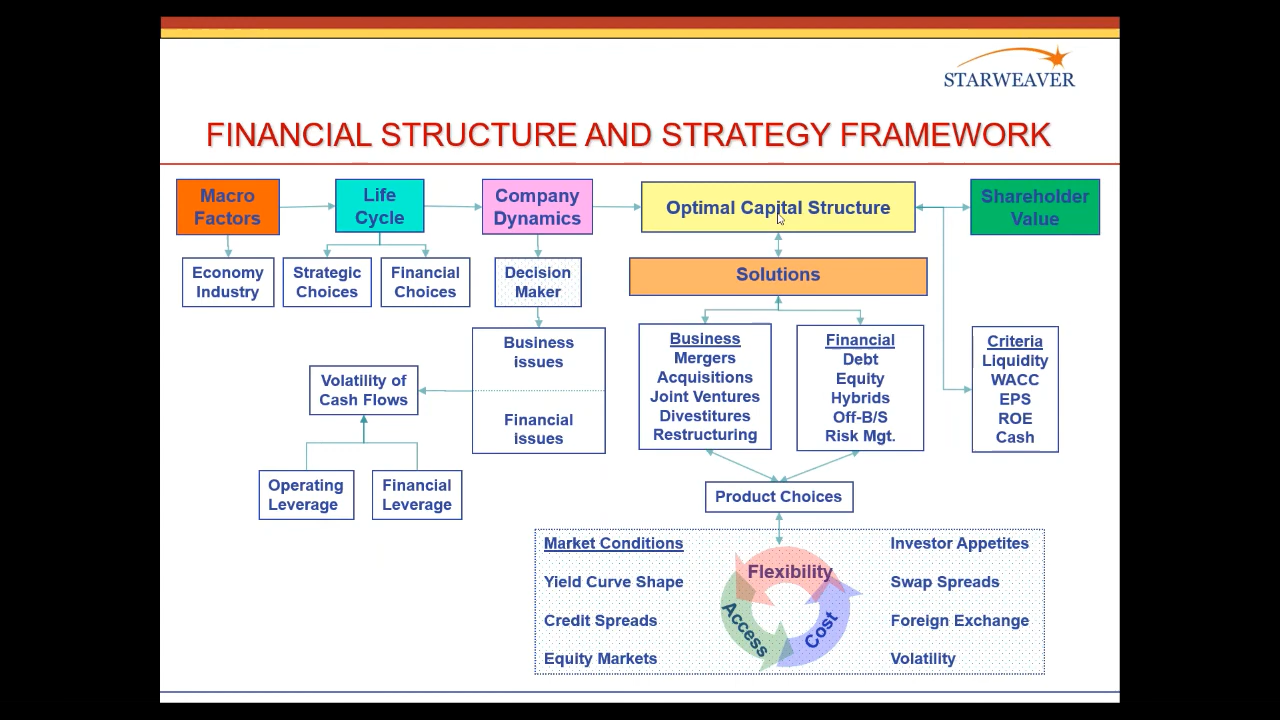 STARWEAVER
FINANCIAL STRUCTURE AND STRATEGY FRAMEWORK
Macro
Factors
Life
Cycle
Company
Dynamics
Optimal Capital Structure
Shareholder
Value
Economy
Industry
Strategic
Choices
Financial
Choices
Decision
Maker
Solutions
Business
issues
Financial
issues
Volatility of
Cash Flows
Operating
Leverage
Financial
Leverage
Business
Mergers
Acquisitions
Joint Ventures
Divestitures
Restructuring
Financial
Debt
Equity
Hybrids
Off-B/S
Risk Mgt.
Criteria
Liquidity
WACC
EPS
ROE
Cash
Product Choices
Market Conditions
Yield Curve Shape
Credit Spreads
Equity Markets
Flexibility
Access
Cost
Investor Appetites
Swap Spreads
Foreign Exchange
Volatility